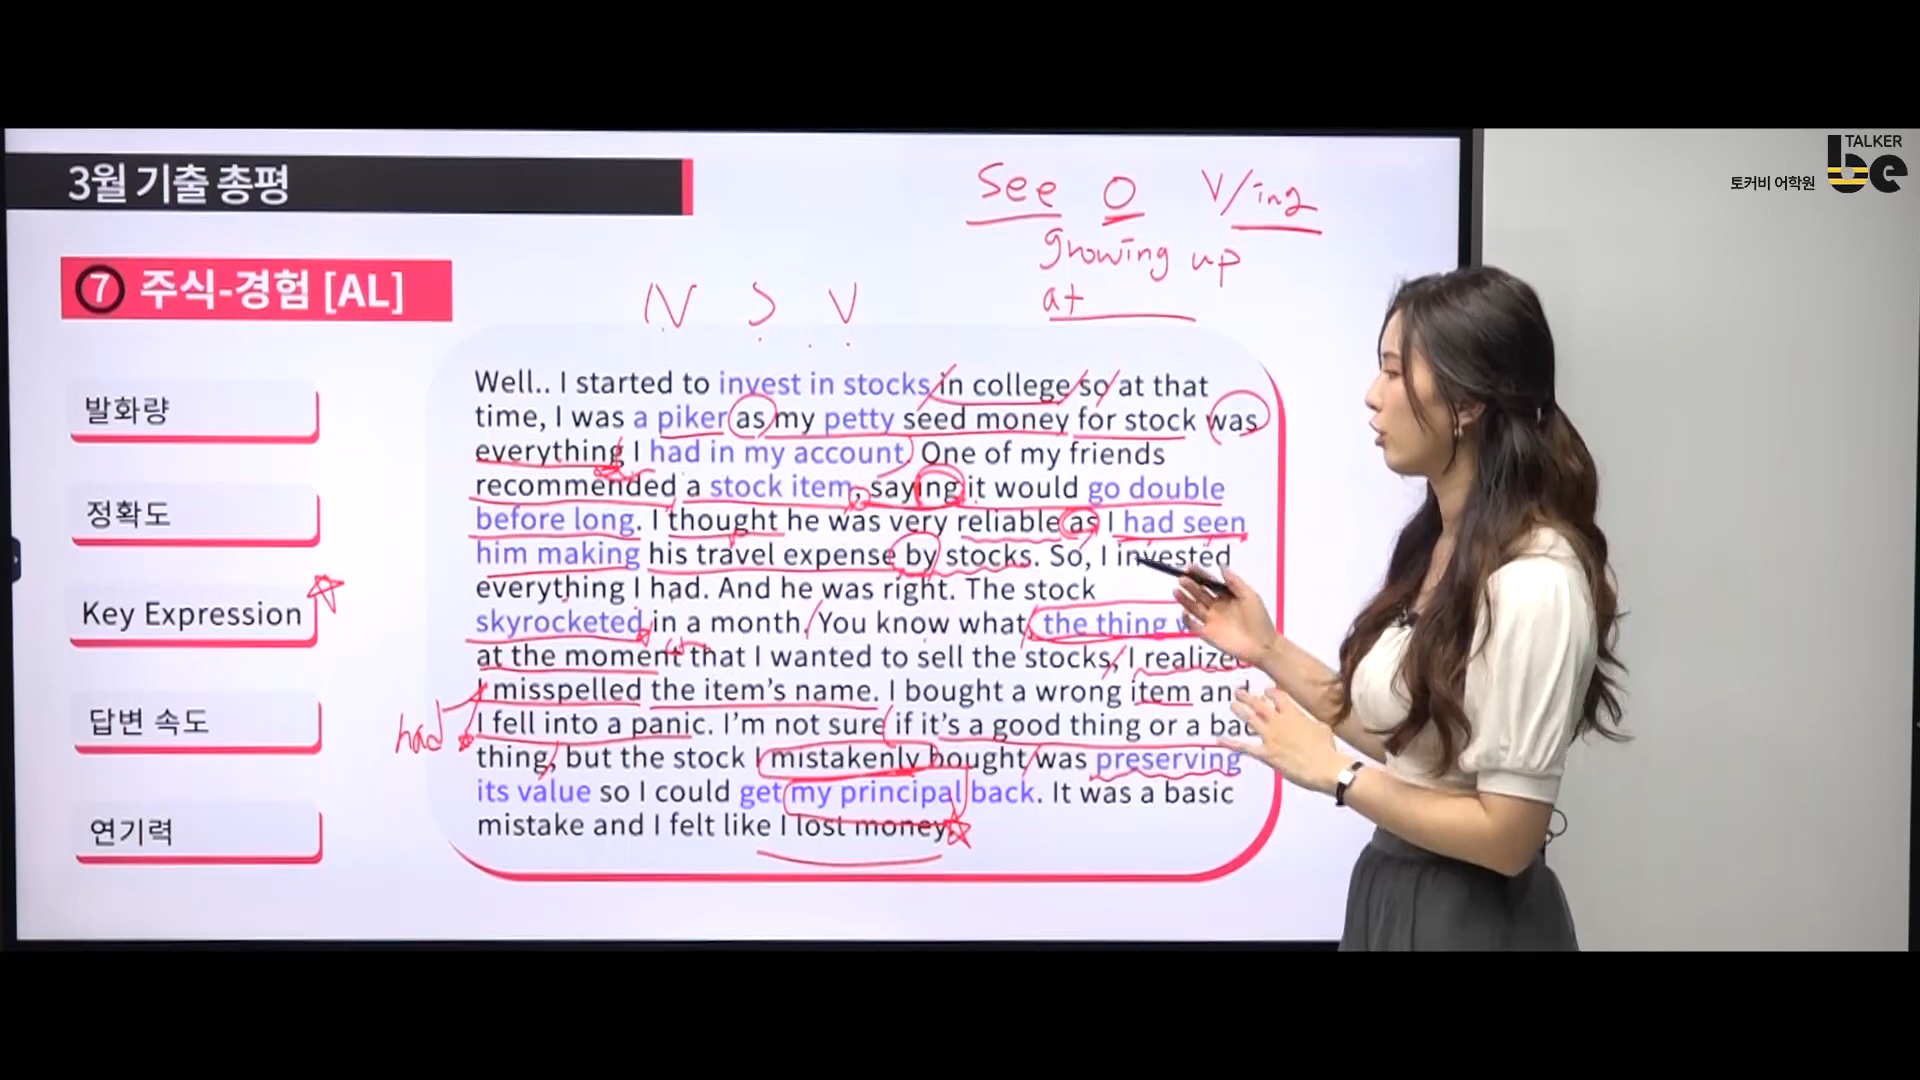 TALKER
be
토커비 어학원
3월 기출 총평
See O V/ing
growing up
at
7 주식-경험 [AL]
N S V
발화량
정확도
Key Expression
답변 속도
연기력
Well.. I started to invest in stocks in college so at that
time, I was a piker as my petty seed money for stock was
everything I had in my account. One of my friends
recommended a stock item, saying it would go double
before long. I thought he was very reliable as I had seen
him making his travel expense by stocks. So, I invested
everything I had. And he was right. The stock
skyrocketed in a month. You know what, the thing
at the moment that I wanted to sell the stocks, I realized
I misspelled the item's name. I bought a wrong item and
had
I fell into a panic. I'm not sure if it's a good thing or a bad
thing, but the stock I mistakenly bought was preserving
its value so I could get my principal back. It was a basic
mistake and I felt like I lost money